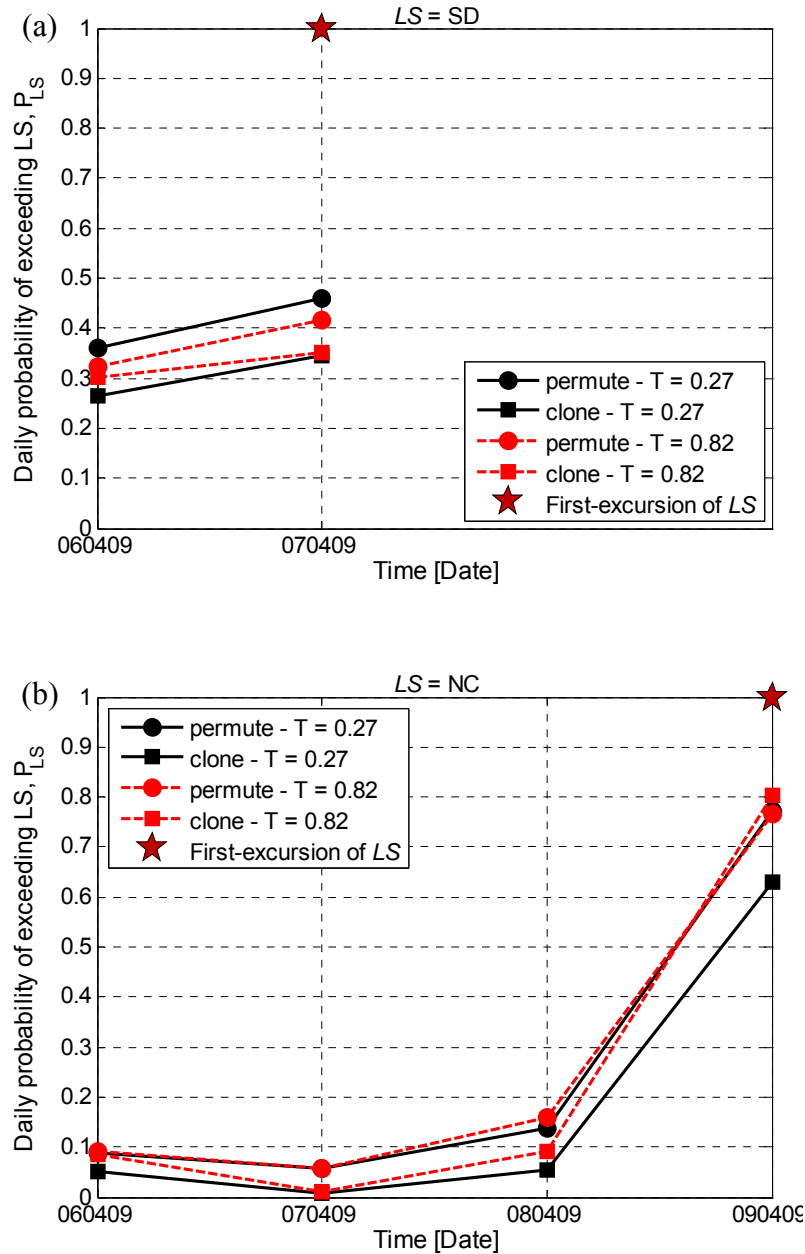 (a)
LS = SD
Daily probability of exceeding LS, P_LS
1
0.9
0.8
0.7
0.6
0.5
0.4
0.3
0.2
0.1
0
permute - T = 0.27
clone - T = 0.27
permute - T = 0.82
clone - T = 0.82
First-excursion of LS
060409 070409
Time [Date]
(b)
LS = NC
Daily probability of exceeding LS, P_LS
1
0.9
0.8
0.7
0.6
0.5
0.4
0.3
0.2
0.1
0
permute - T = 0.27
clone - T = 0.27
permute - T = 0.82
clone - T = 0.82
First-excursion of LS
060409 070409 080409 090409
Time [Date]